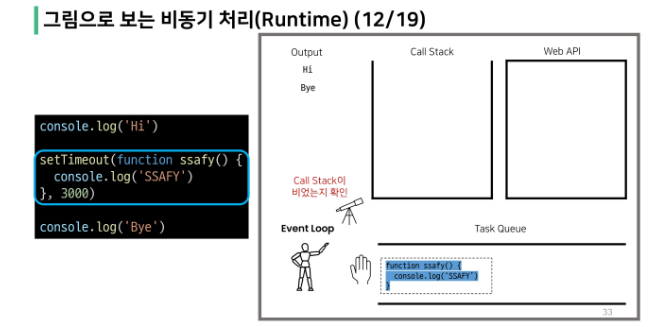 그림으로 보는 비동기 처리(Runtime) (12/19)
console.log('Hi')
setTimeout(function ssafy() {
  console.log('SSAFY')
}, 3000)
console.log('Bye')
Output
Hi
Bye
Call Stack
Web API
Call Stack이
비었는지 확인
Event Loop
Task Queue
function ssafy() {
  console.log('SSAFY')
}
33